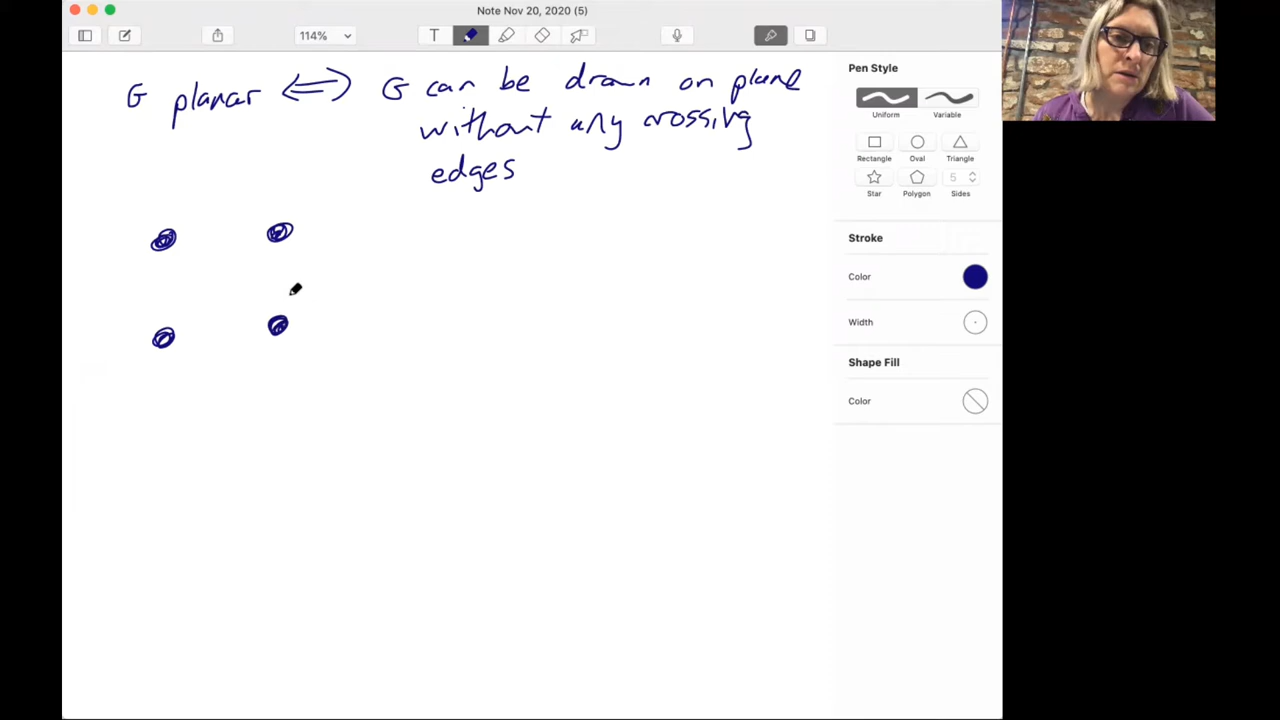 Note Nov 20, 2020 (5)
114%
T
G planar ⟺ G can be drawn on plane
without any crossing
edges
Pen Style
Uniform Variable
Rectangle Oval Triangle
5
Star Polygon Sides
Stroke
Color
Width
Shape Fill
Color